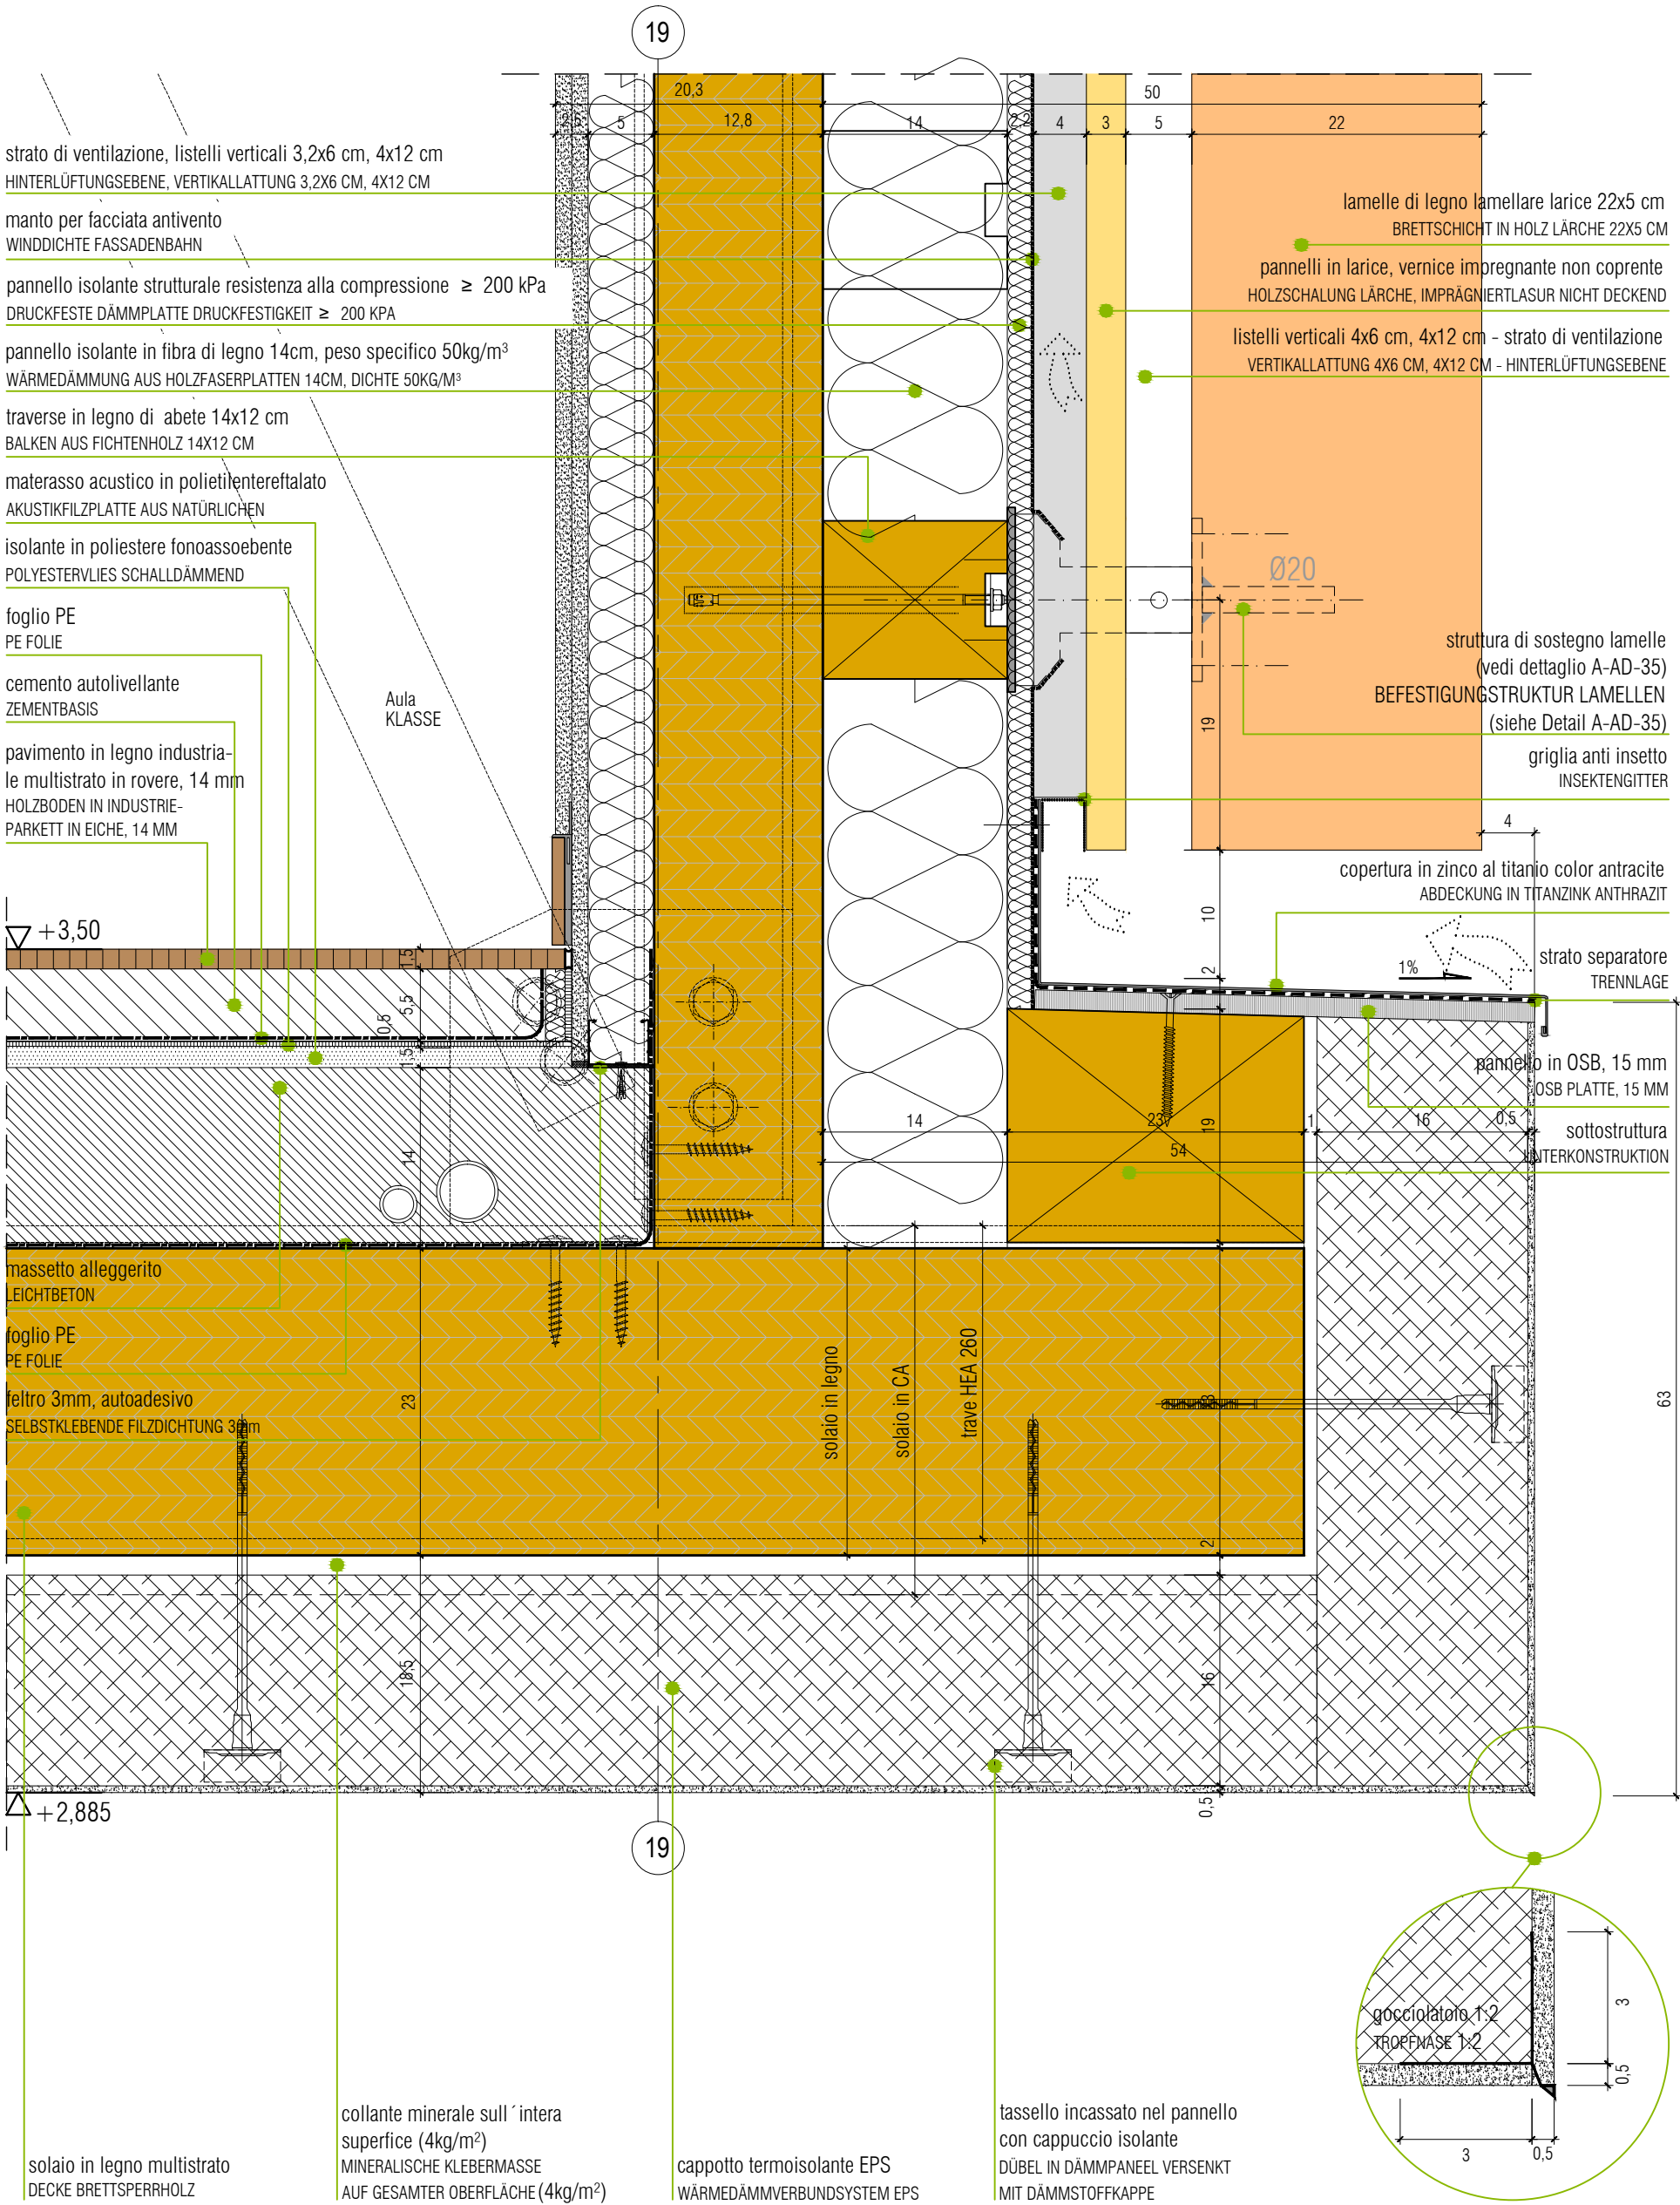 19
20,3
50
2,5
5
12,8
14
2,2
4
3
5
22
strato di ventilazione, listelli verticali 3,2x6 cm, 4x12 cm
HINTERLÜFTUNGSEBENE, VERTIKALLATTUNG 3,2X6 CM, 4X12 CM
manto per facciata antivento
WINDDICHTE FASSADENBAHN
pannello isolante strutturale resistenza alla compressione ≥ 200 kPa
DRUCKFESTE DÄMMPLATTE DRUCKFESTIGKEIT ≥ 200 KPA
pannello isolante in fibra di legno 14cm, peso specifico 50kg/m³
WÄRMEDÄMMUNG AUS HOLZFASERPLATTEN 14CM, DICHTE 50KG/M³
traverse in legno di abete 14x12 cm
BALKEN AUS FICHTENHOLZ 14X12 CM
materasso acustico in polietilentereftalato
AKUSTIKFILZPLATTE AUS NATÜRLICHEN
isolante in poliestere fonoassoebente
POLYESTERVLIES SCHALLDÄMMEND
foglio PE
PE FOLIE
cemento autolivellante
ZEMENTBASIS
pavimento in legno industria-
le multistrato in rovere, 14 mm
HOLZBODEN IN INDUSTRIE-
PARKETT IN EICHE, 14 MM
Aula
KLASSE
lamelle di legno lamellare larice 22x5 cm
BRETTSCHICHT IN HOLZ LÄRCHE 22X5 CM
pannelli in larice, vernice impregnante non coprente
HOLZSCHALUNG LÄRCHE, IMPRÄGNIERTLASUR NICHT DECKEND
listelli verticali 4x6 cm, 4x12 cm - strato di ventilazione
VERTIKALLATTUNG 4X6 CM, 4X12 CM - HINTERLÜFTUNGSEBENE
Ø20
struttura di sostegno lamelle
(vedi dettaglio A-AD-35)
BEFESTIGUNGSTRUKTUR LAMELLEN
(siehe Detail A-AD-35)
griglia anti insetto
INSEKTENGITTER
19
4
copertura in zinco al titanio color antracite
ABDECKUNG IN TITANZINK ANTHRAZIT
10
2
1%
strato separatore
TRENNLAGE
pannello in OSB, 15 mm
OSB PLATTE, 15 MM
sottostruttura
UNTERKONSTRUKTION
+3,50
1,5
5,5
0,5
1,5
14
14
23
19
1
16
0,5
54
massetto alleggerito
LEICHTBETON
foglio PE
PE FOLIE
feltro 3mm, autoadesivo
SELBSTKLEBENDE FILZDICHTUNG 3mm
23
solaio in legno
solaio in CA
trave HEA 260
63
2
18,5
16
0,5
+2,885
19
gocciolatoio 1:2
TROPFNASE 1:2
3
0,5
3
0,5
solaio in legno multistrato
DECKE BRETTSPERRHOLZ
collante minerale sull´intera
superfice (4kg/m²)
MINERALISCHE KLEBERMASSE
AUF GESAMTER OBERFLÄCHE (4kg/m²)
cappotto termoisolante EPS
WÄRMEDÄMMVERBUNDSYSTEM EPS
tassello incassato nel pannello
con cappuccio isolante
DÜBEL IN DÄMMPANEEL VERSENKT
MIT DÄMMSTOFFKAPPE